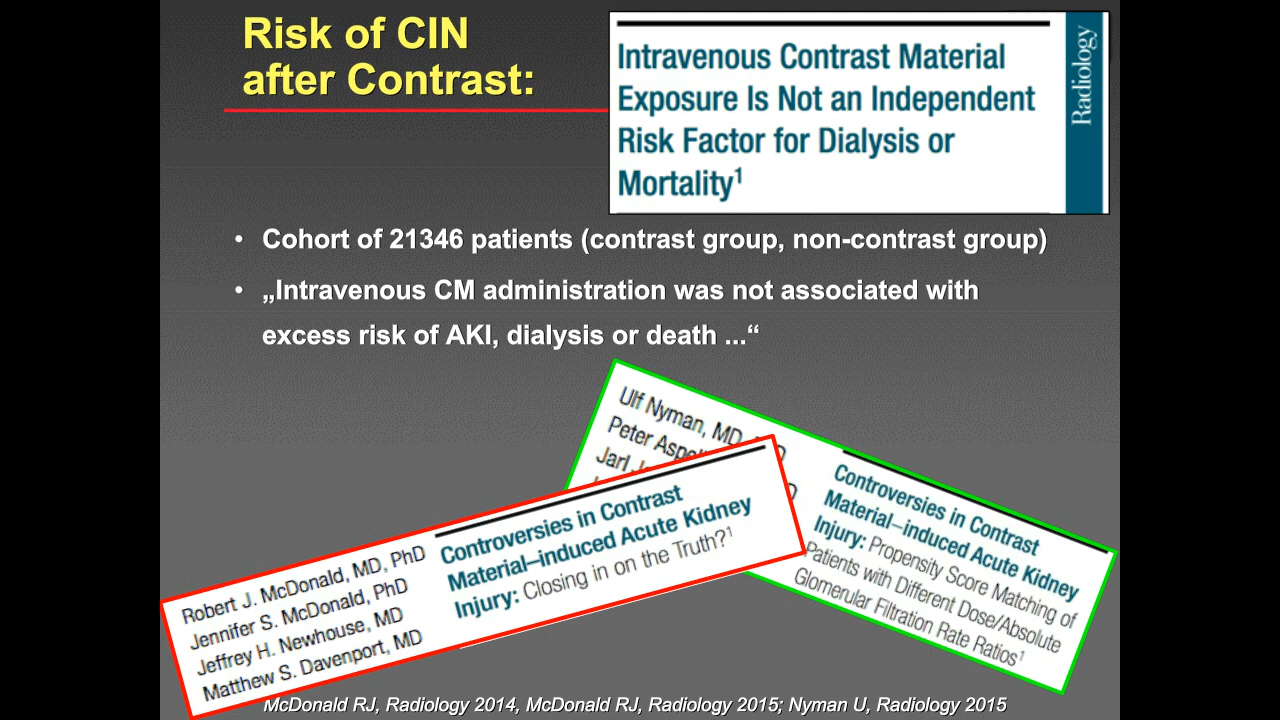 Risk of CIN
after Contrast:
Intravenous Contrast Material
Exposure Is Not an Independent
Risk Factor for Dialysis or
Mortality¹
Radiology
• Cohort of 21346 patients (contrast group, non-contrast group)
• „Intravenous CM administration was not associated with
excess risk of AKI, dialysis or death ...“
Ulf Nyman, MD,
Peter
Jarl
Controversies in Contrast
Material–induced Acute Kidney
Injury: Propensity Score Matching of
Patients with Different Dose/Absolute
Glomerular Filtration Rate Ratios¹
Robert J. McDonald, MD, PhD
Jennifer S. McDonald, PhD
Jeffrey H. Newhouse, MD
Matthew S. Davenport, MD
Controversies in Contrast
Material–induced Acute Kidney
Injury: Closing in on the Truth?¹
McDonald RJ, Radiology 2014, McDonald RJ, Radiology 2015; Nyman U, Radiology 2015